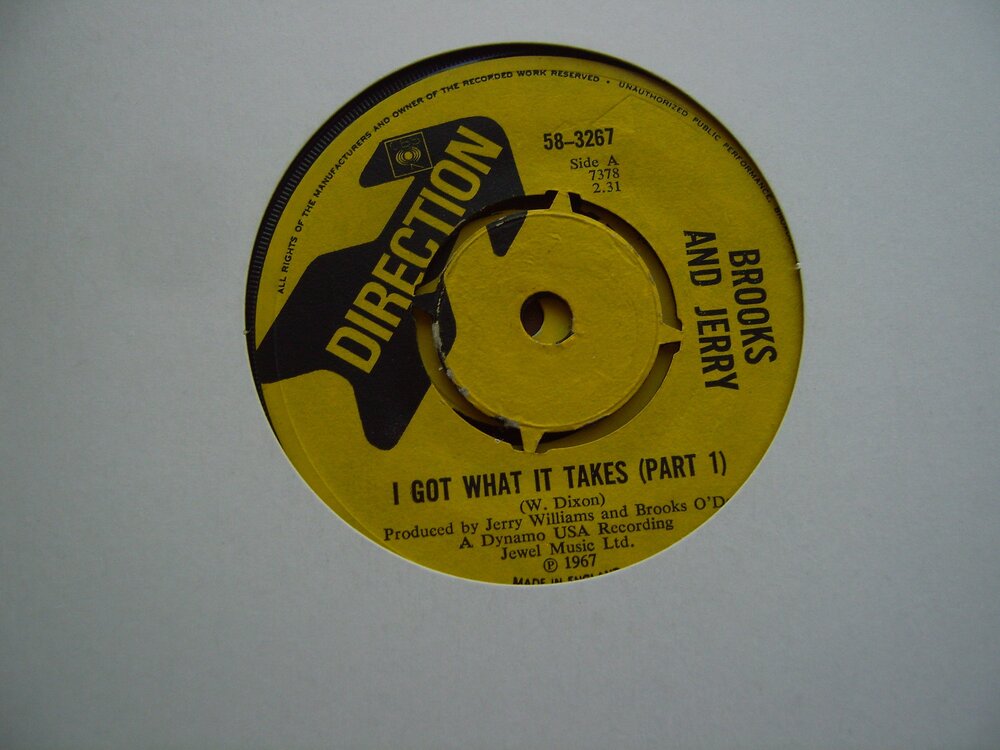 ALL RIGHTS OF THE MANUFACTURERS AND OWNER OF THE RECORDED WORK RESERVED • UNAUTHORIZED PUBLIC PERFORMANCE,
CBS
DIRECTION
58-3267
Side A
7378
2.31
BROOKS
AND JERRY
I GOT WHAT IT TAKES (PART 1)
(W. Dixon)
Produced by Jerry Williams and Brooks O'D
A Dynamo USA Recording
Jewel Music Ltd.
℗ 1967
MADE IN ENGLAND